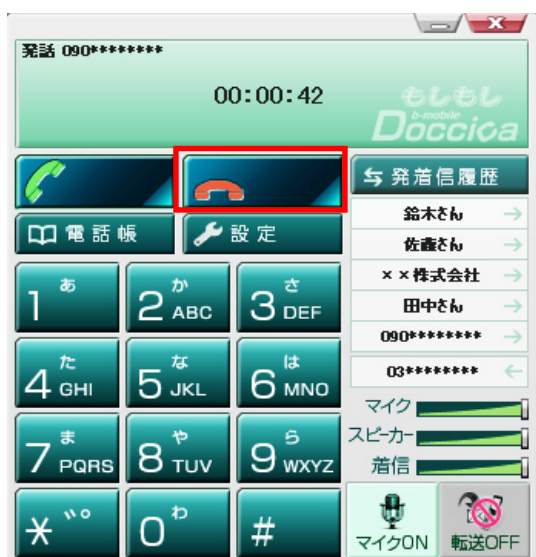 発話 090********
00:00:42
もしもし
b-mobile
Doccica
発着信履歴
電話帳
設定
鈴木さん
佐藤さん
××株式会社
田中さん
090********
03********
1 あ
2 か ABC
3 さ DEF
4 た GHI
5 な JKL
6 は MNO
7 ま PQRS
8 や TUV
9 ら WXYZ
* ゛゜
0 わ
#
マイク
スピーカー
着信
マイクON
転送OFF